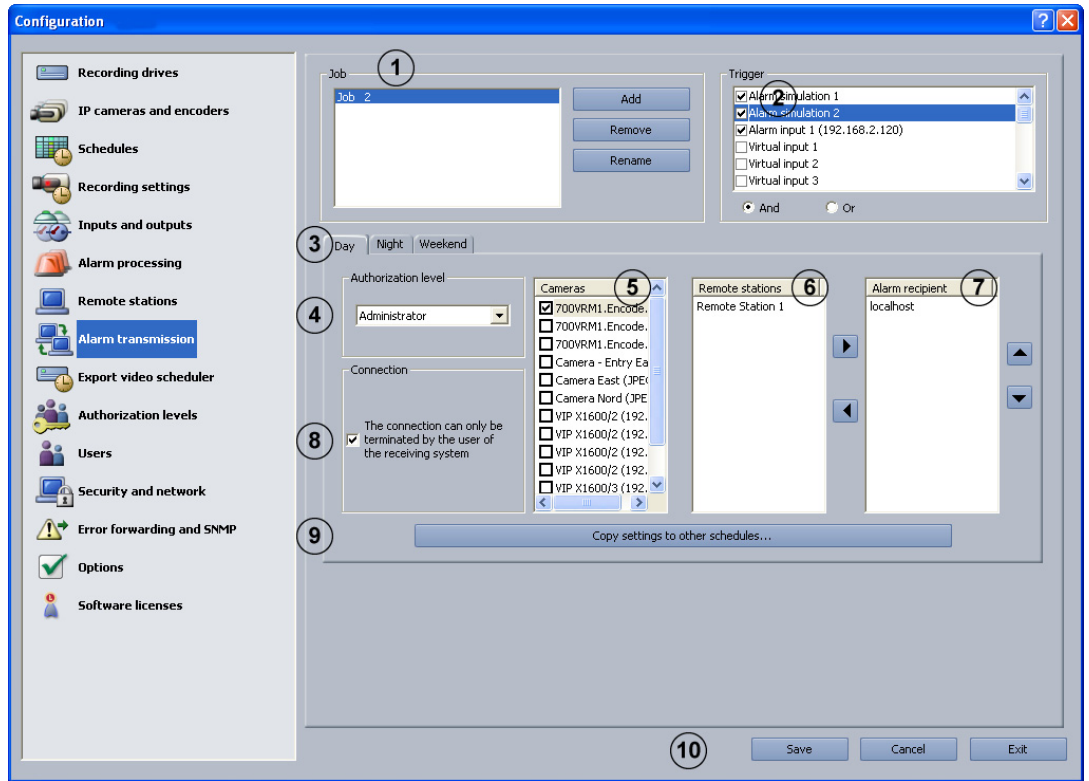 Configuration
Recording drives
IP cameras and encoders
Schedules
Recording settings
Inputs and outputs
Alarm processing
Remote stations
Alarm transmission
Export video scheduler
Authorization levels
Users
Security and network
Error forwarding and SNMP
Options
Software licenses
Job
1
Job 2
Add
Remove
Rename
Trigger
2
Alarm simulation 1
Alarm simulation 2
Alarm input 1 (192.168.2.120)
Virtual input 1
Virtual input 2
Virtual input 3
And Or
3
Day Night Weekend
Authorization level
4
Administrator
Connection
8
The connection can only be
terminated by the user of
the receiving system
Cameras 5
700VRM1.Encode.
700VRM1.Encode.
700VRM1.Encode.
Camera - Entry Ea
Camera East (JPEG
Camera Nord (JPE
VIP X1600/2 (192.
VIP X1600/2 (192.
VIP X1600/2 (192.
VIP X1600/2 (192.
VIP X1600/3 (192.
Remote stations 6
Remote Station 1
Alarm recipient 7
localhost
9
Copy settings to other schedules...
10
Save Cancel Exit